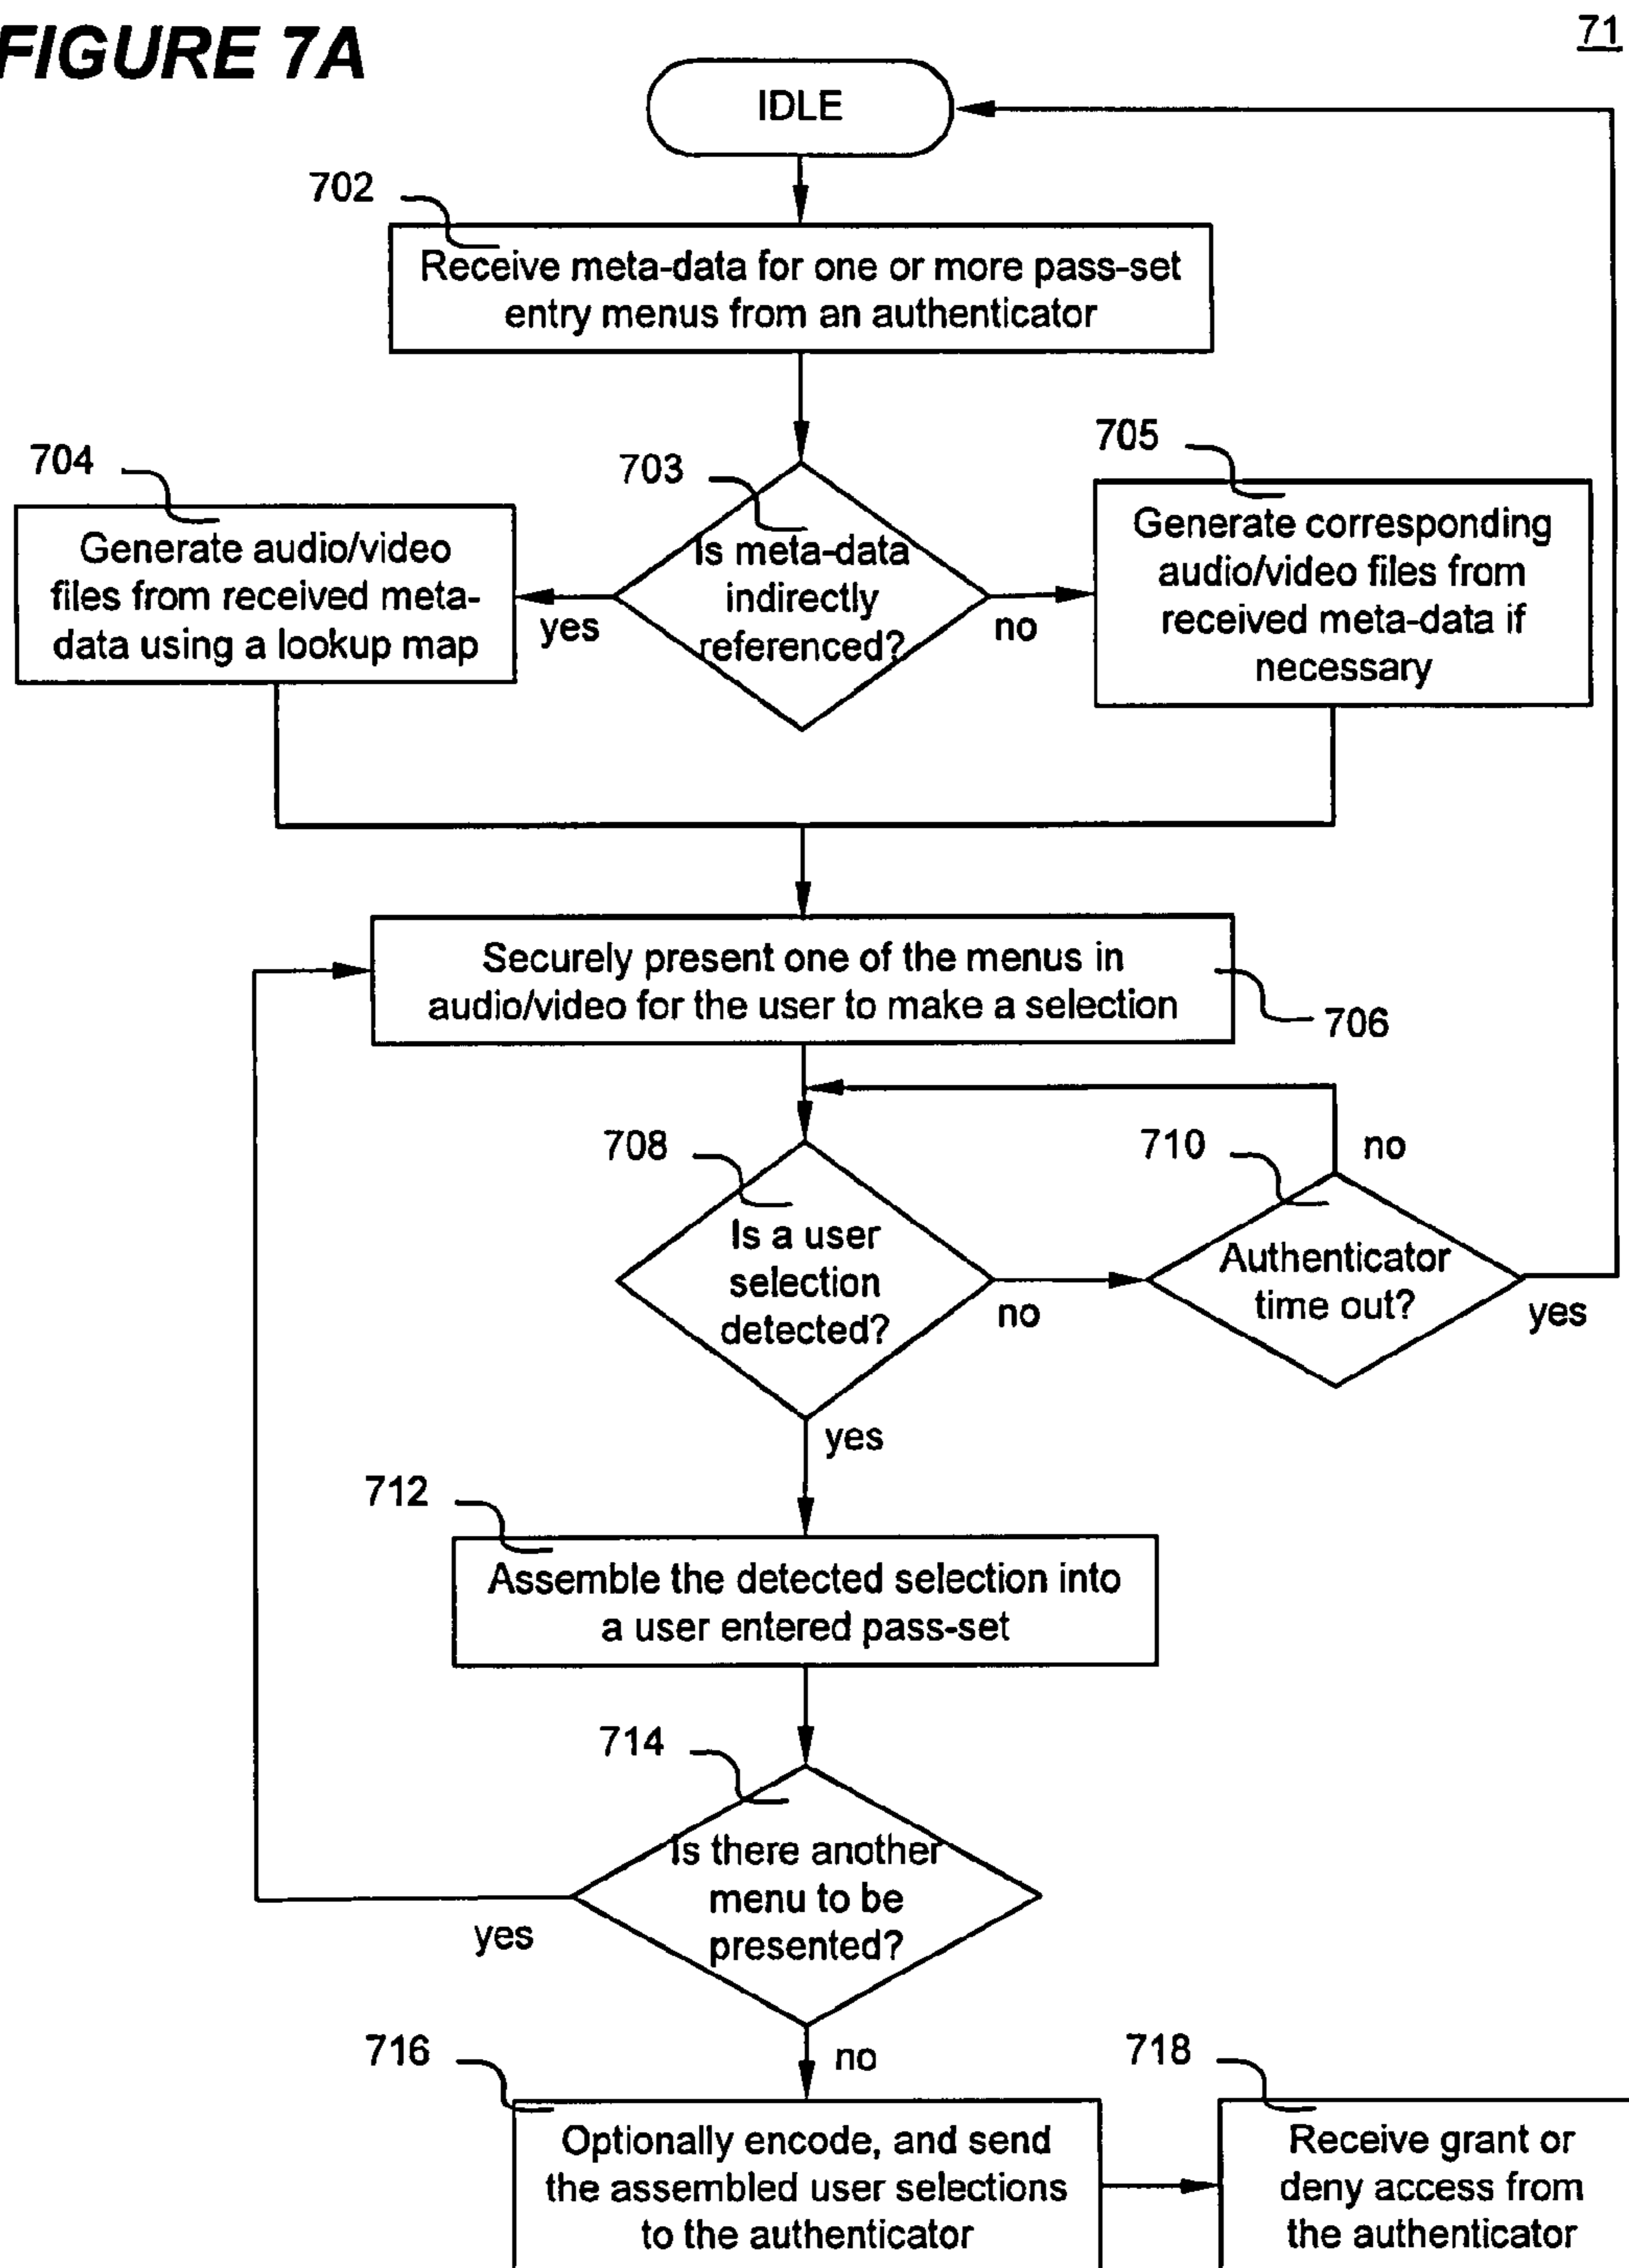 FIGURE 7A
71
IDLE
702
Receive meta-data for one or more pass-set
entry menus from an authenticator
704
703
705
Generate audio/video
files from received meta-
data using a lookup map
yes
Is meta-data
indirectly
referenced?
no
Generate corresponding
audio/video files from
received meta-data if
necessary
Securely present one of the menus in
audio/video for the user to make a selection
706
708
Is a user
selection
detected?
no
710
no
Authenticator
time out?
yes
yes
712
Assemble the detected selection into
a user entered pass-set
714
Is there another
menu to be
presented?
yes
no
716
Optionally encode, and send
the assembled user selections
to the authenticator
718
Receive grant or
deny access from
the authenticator